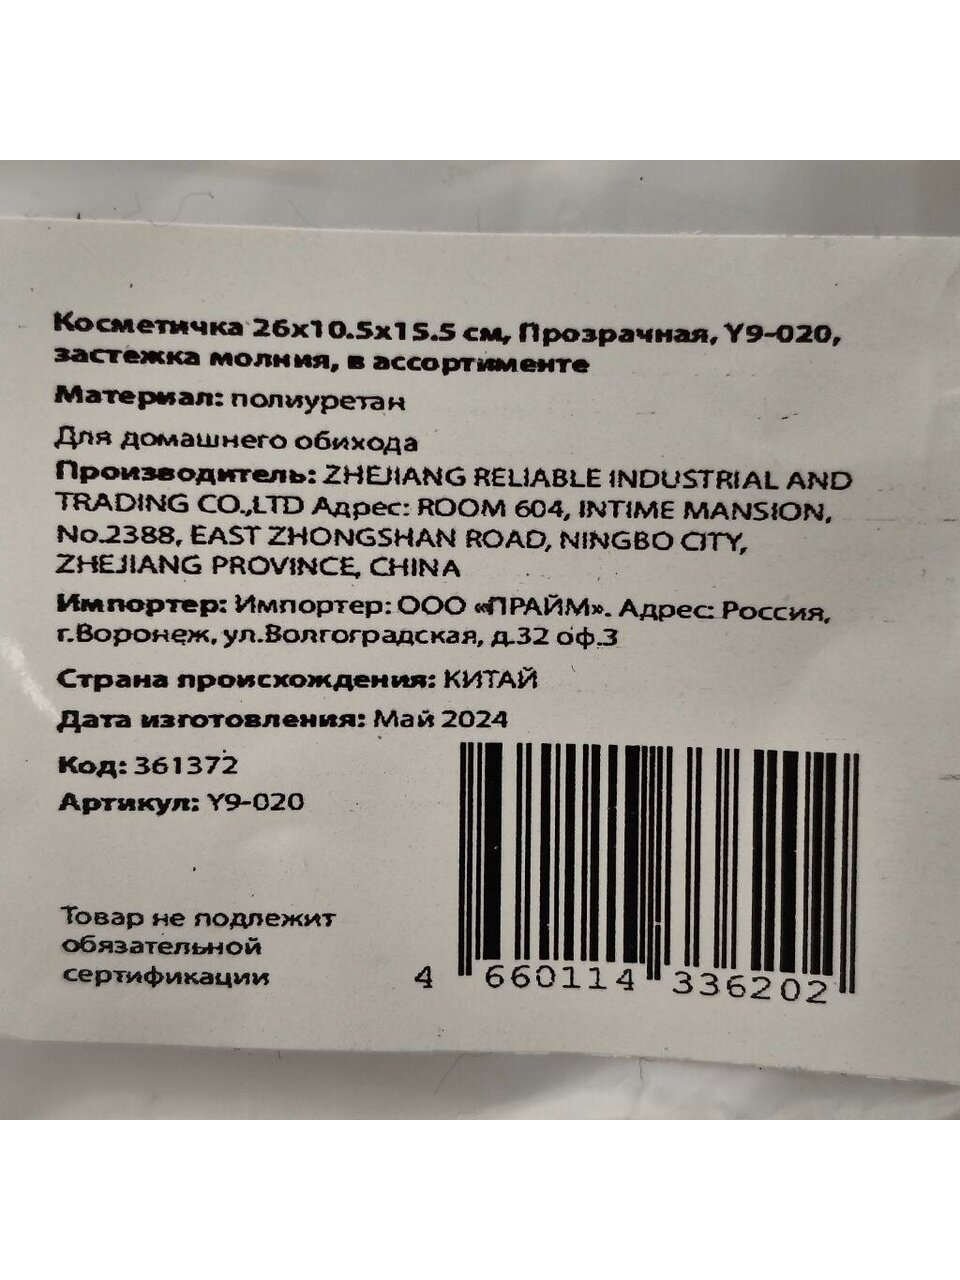 Косметичка 26х10.5х15.5 см, Прозрачная, Y9-020,
застежка молния, в ассортименте
Материал: полиуретан
Для домашнего обихода
Производитель: ZHEJIANG RELIABLE INDUSTRIAL AND
TRADING CO.,LTD Адрес: ROOM 604, INTIME MANSION,
No.2388, EAST ZHONGSHAN ROAD, NINGBO CITY,
ZHEJIANG PROVINCE, CHINA
Импортер: Импортер: ООО «ПРАЙМ». Адрес: Россия,
г.Воронеж, ул.Волгоградская, д.32 оф.3
Страна происхождения: КИТАЙ
Дата изготовления: Май 2024
Код: 361372
Артикул: Y9-020
Товар не подлежит
обязательной
сертификации
4 660114 336202